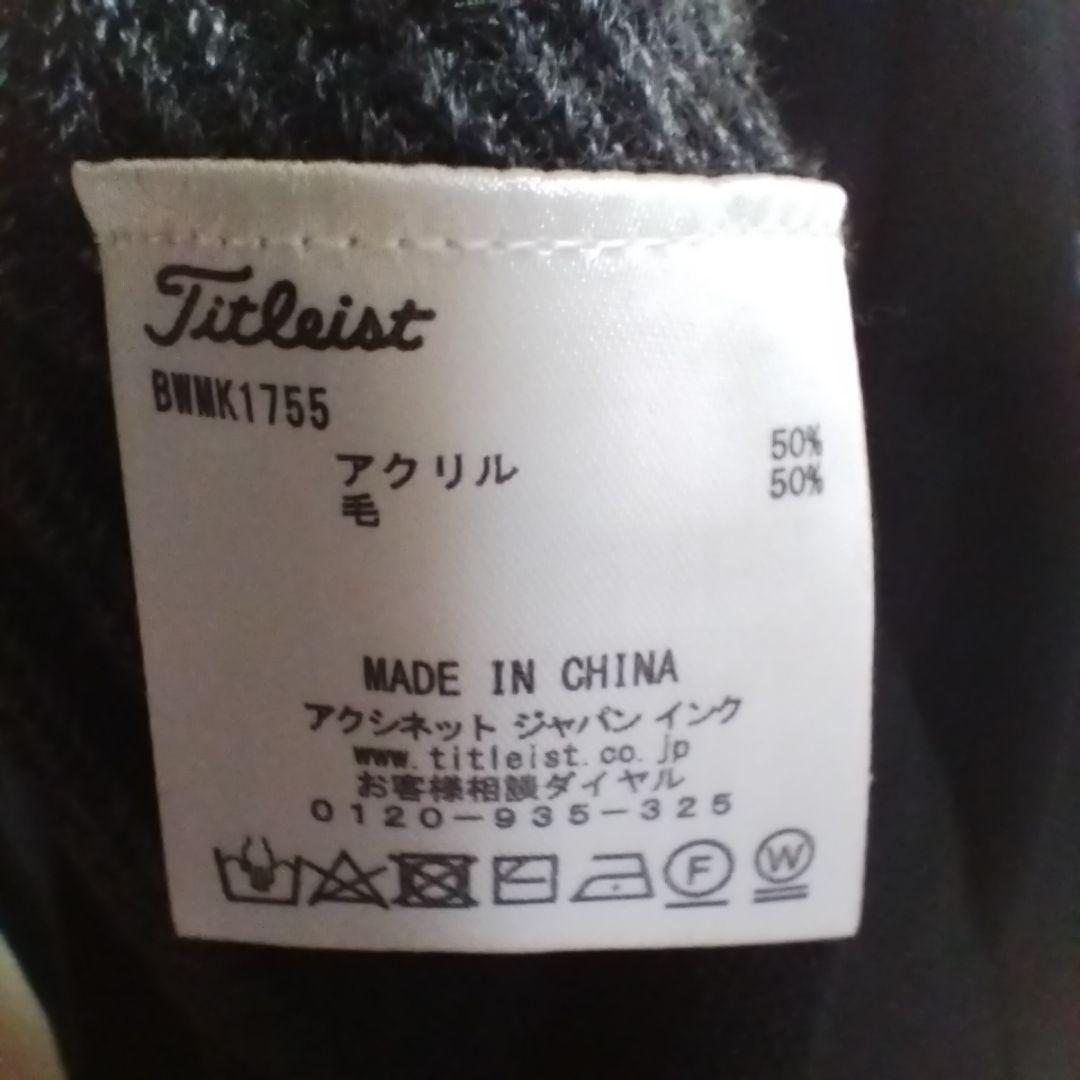 Titleist
BWMK1755
アクリル 50%
毛 50%
MADE IN CHINA
アクシネット ジャパン インク
www.titleist.co.jp
お客様相談ダイヤル
0120-935-325
F W